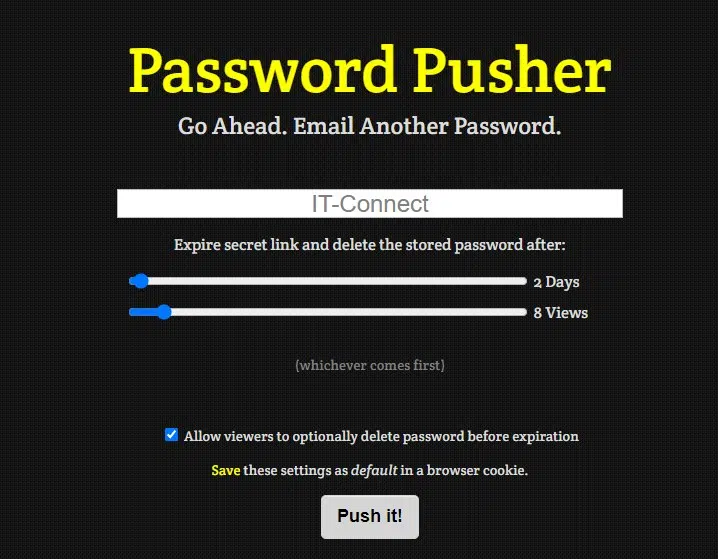 Password Pusher
Go Ahead. Email Another Password.
IT-Connect
Expire secret link and delete the stored password after:
2 Days
8 Views
(whichever comes first)
Allow viewers to optionally delete password before expiration
Save these settings as default in a browser cookie.
Push it!